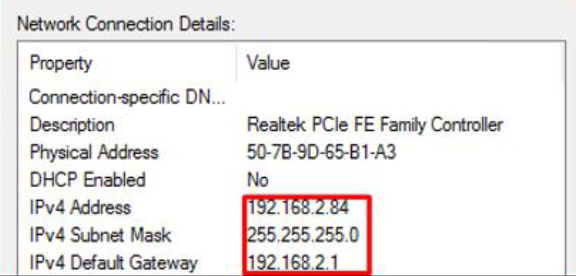 Network Connection Details:
Property Value
Connection-specific DN...
Description Realtek PCIe FE Family Controller
Physical Address 50-7B-9D-65-B1-A3
DHCP Enabled No
IPv4 Address 192.168.2.84
IPv4 Subnet Mask 255.255.255.0
IPv4 Default Gateway 192.168.2.1